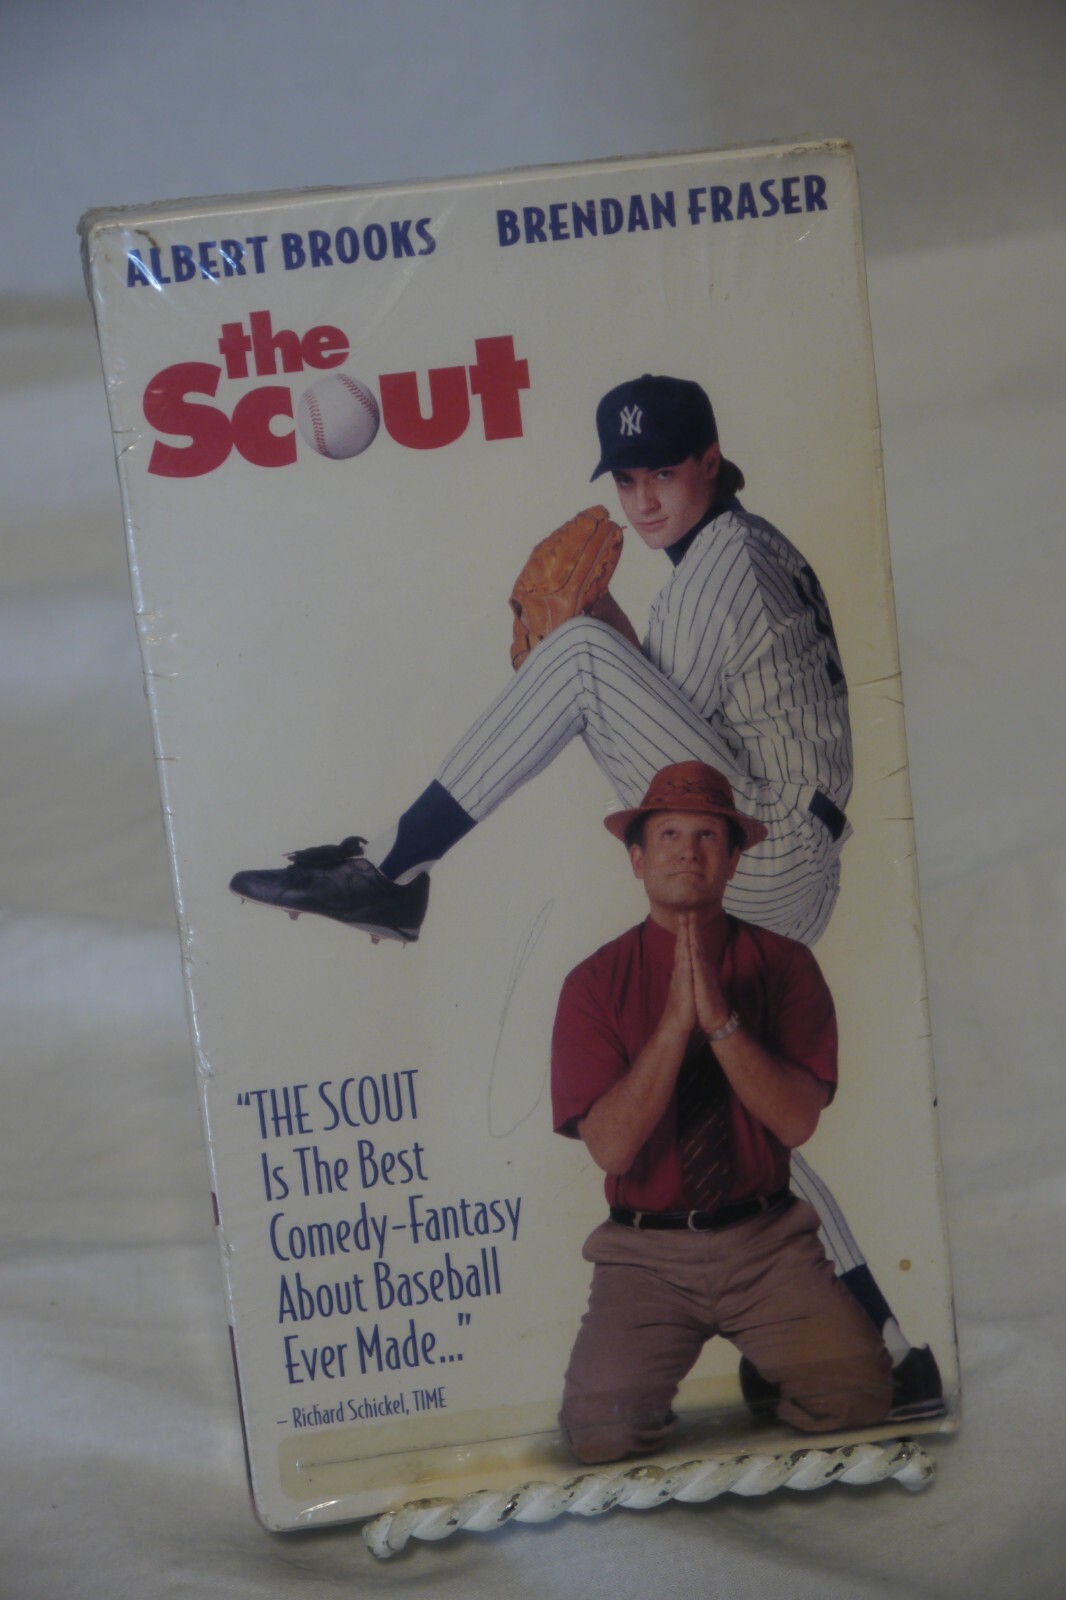 ALBERT BROOKS BRENDAN FRASER
the
Scout
NY
"THE SCOUT
Is The Best
Comedy-Fantasy
About Baseball
Ever Made..."
– Richard Schickel, TIME